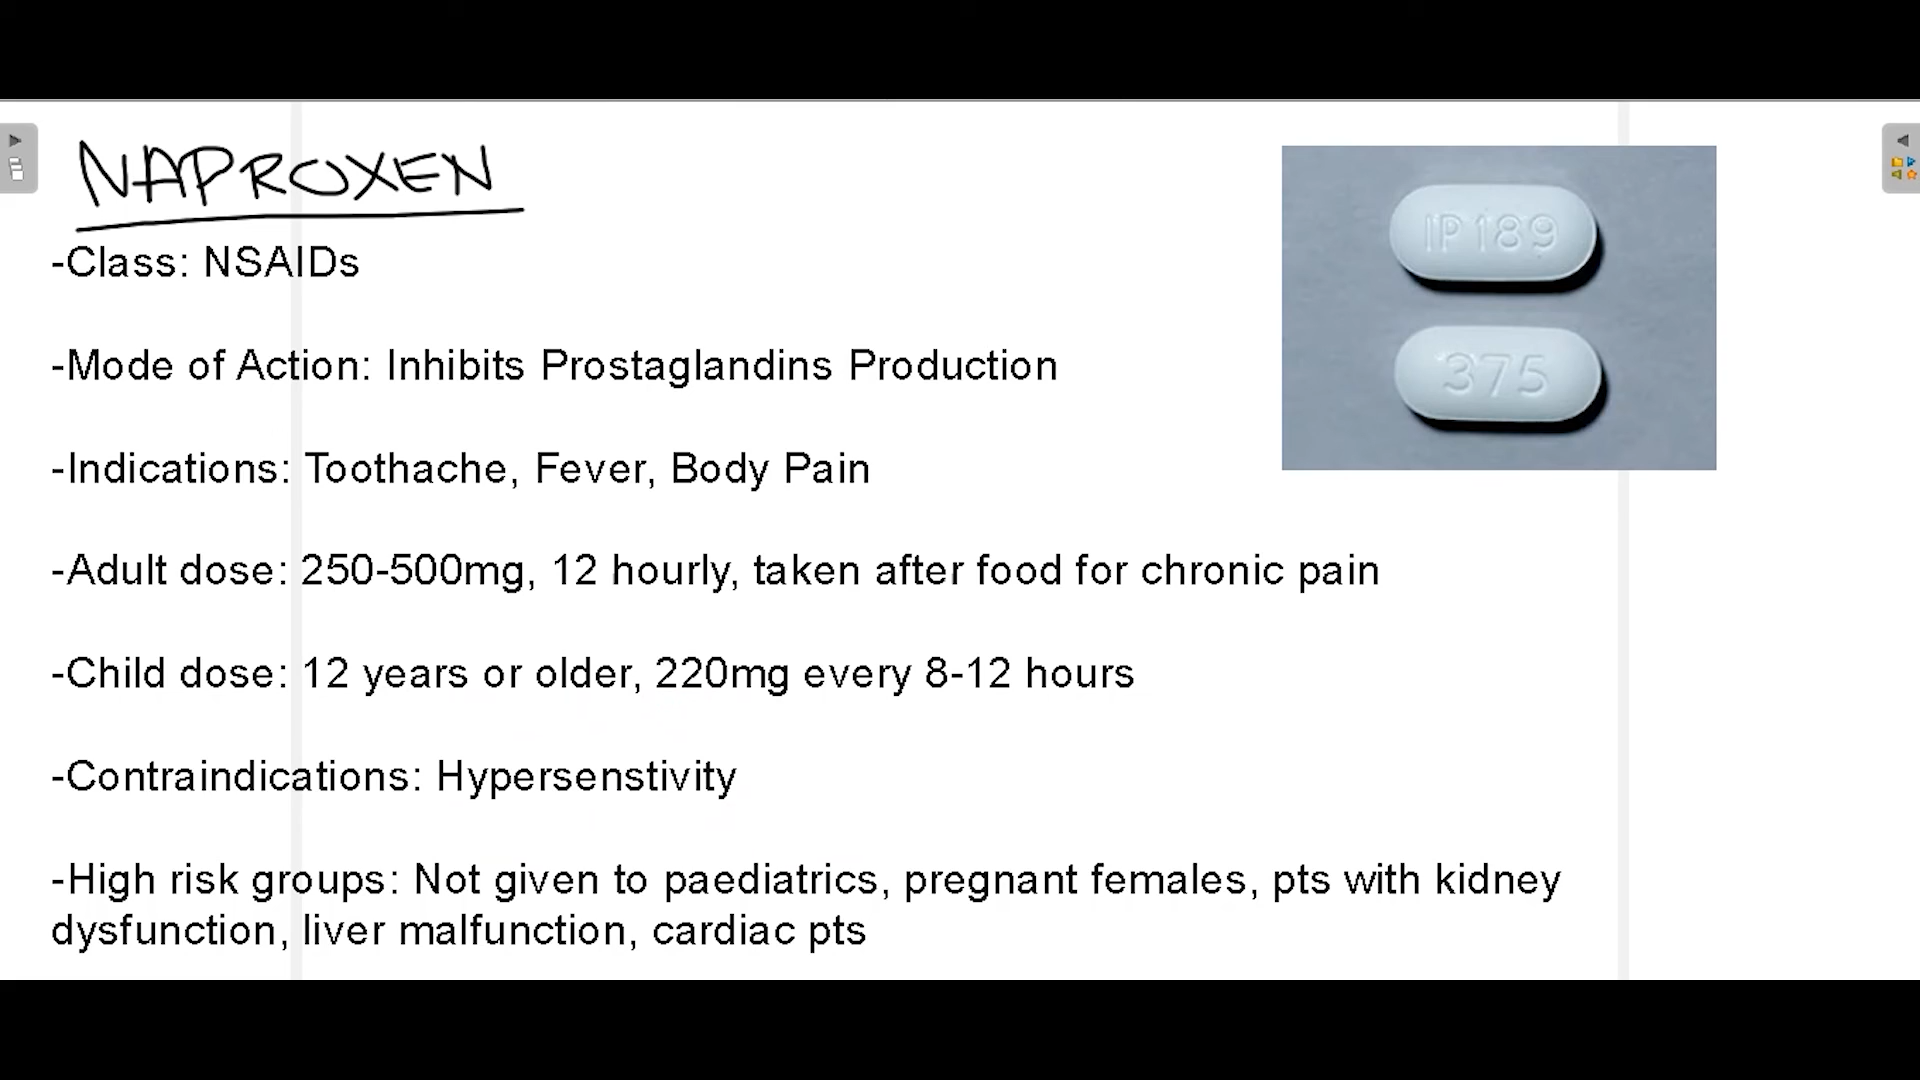 NAPROXEN
-Class: NSAIDs
IP 189
375
-Mode of Action: Inhibits Prostaglandins Production
-Indications: Toothache, Fever, Body Pain
-Adult dose: 250-500mg, 12 hourly, taken after food for chronic pain
-Child dose: 12 years or older, 220mg every 8-12 hours
-Contraindications: Hypersenstivity
-High risk groups: Not given to paediatrics, pregnant females, pts with kidney
dysfunction, liver malfunction, cardiac pts